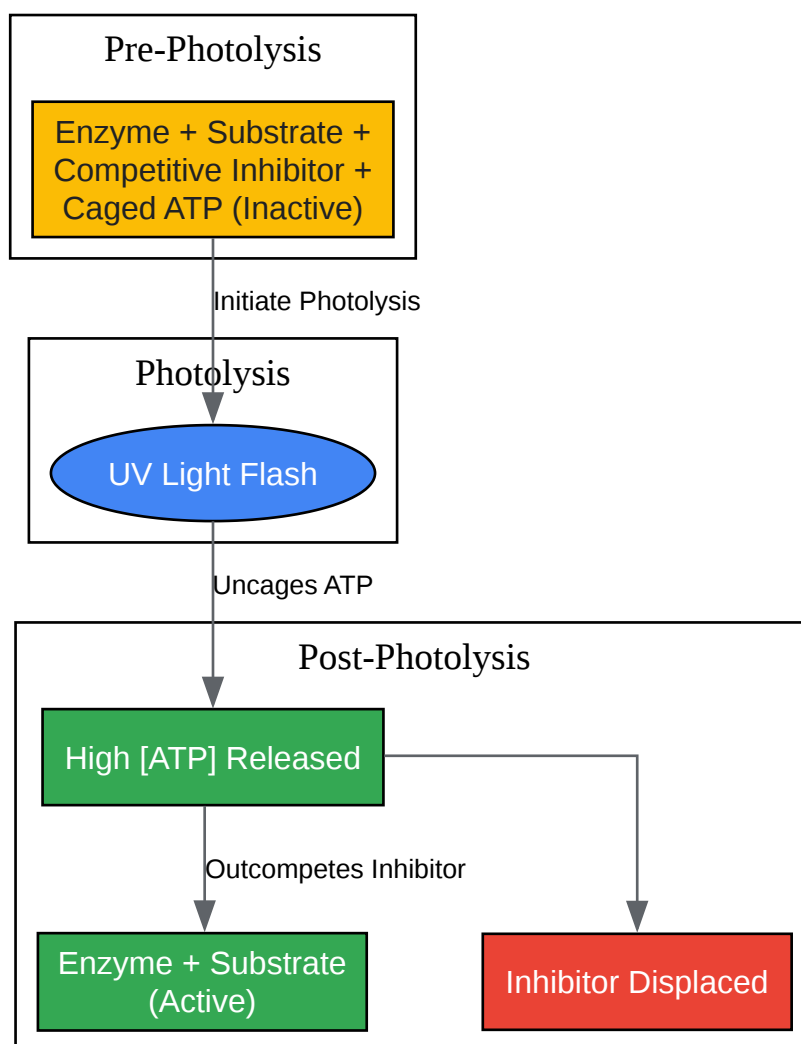 Pre-Photolysis
Enzyme + Substrate +
Competitive Inhibitor +
Caged ATP (Inactive)
Initiate Photolysis
Photolysis
UV Light Flash
Uncages ATP
Post-Photolysis
High [ATP] Released
Outcompetes Inhibitor
Enzyme + Substrate
(Active)
Inhibitor Displaced